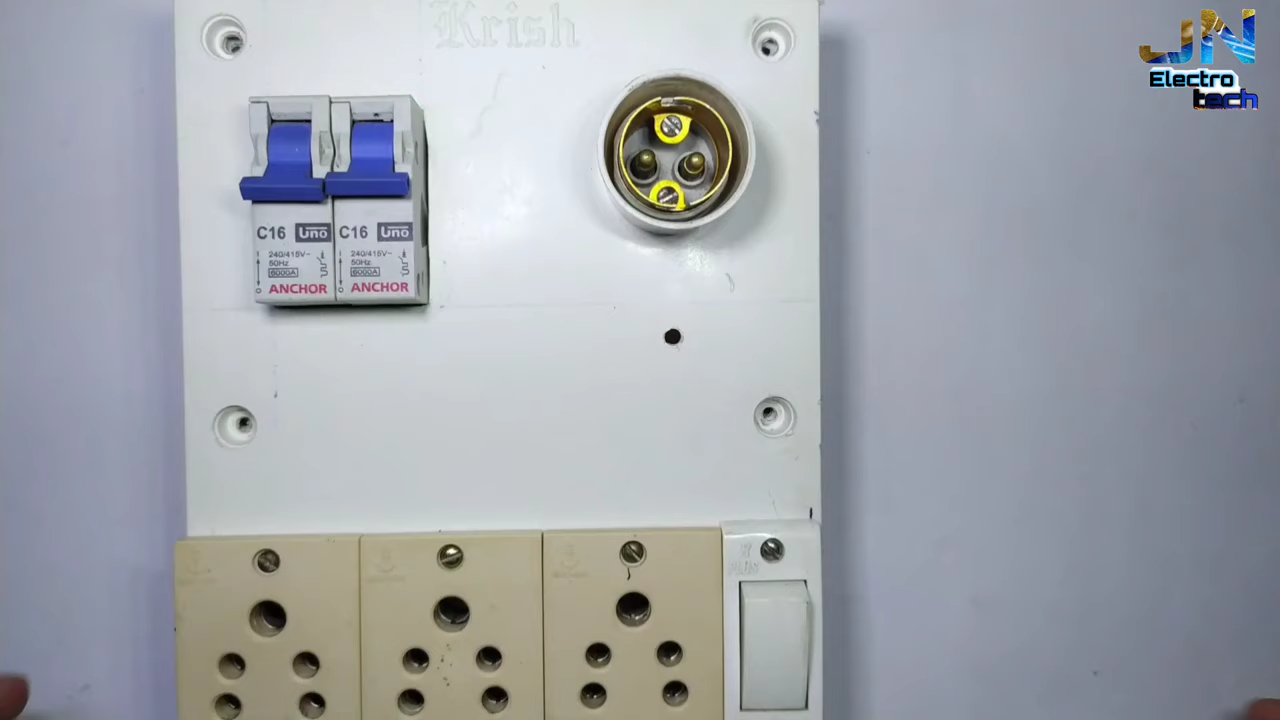 Krish
JN
Electro
tech
C16 Uno
240/415V~
50Hz
6000A
I
O ANCHOR
C16 Uno
240/415V~
50Hz
6000A
I
O ANCHOR